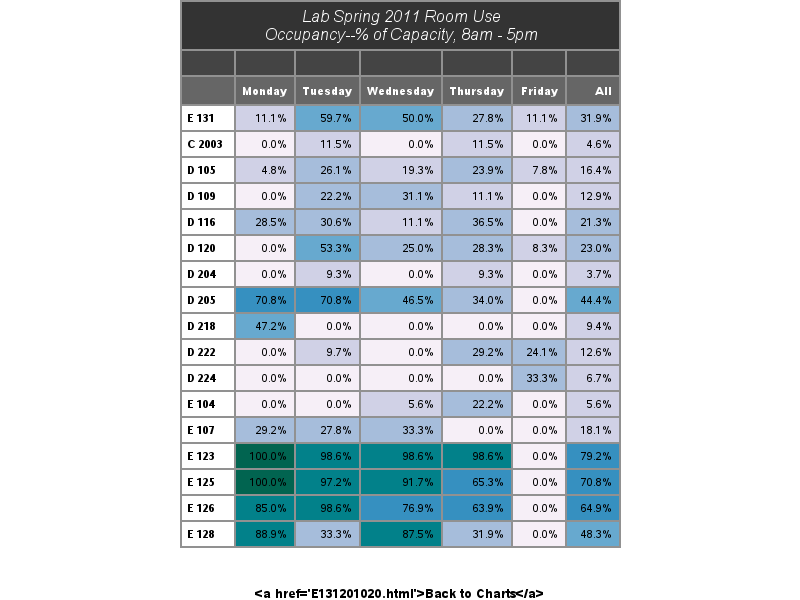 Lab Spring 2011 Room Use
Occupancy--% of Capacity, 8am - 5pm
Monday Tuesday Wednesday Thursday Friday All
E 131 11.1% 59.7% 50.0% 27.8% 11.1% 31.9%
C 2003 0.0% 11.5% 0.0% 11.5% 0.0% 4.6%
D 105 4.8% 26.1% 19.3% 23.9% 7.8% 16.4%
D 109 0.0% 22.2% 31.1% 11.1% 0.0% 12.9%
D 116 28.5% 30.6% 11.1% 36.5% 0.0% 21.3%
D 120 0.0% 53.3% 25.0% 28.3% 8.3% 23.0%
D 204 0.0% 9.3% 0.0% 9.3% 0.0% 3.7%
D 205 70.8% 70.8% 46.5% 34.0% 0.0% 44.4%
D 218 47.2% 0.0% 0.0% 0.0% 0.0% 9.4%
D 222 0.0% 9.7% 0.0% 29.2% 24.1% 12.6%
D 224 0.0% 0.0% 0.0% 0.0% 33.3% 6.7%
E 104 0.0% 0.0% 5.6% 22.2% 0.0% 5.6%
E 107 29.2% 27.8% 33.3% 0.0% 0.0% 18.1%
E 123 100.0% 98.6% 98.6% 98.6% 0.0% 79.2%
E 125 100.0% 97.2% 91.7% 65.3% 0.0% 70.8%
E 126 85.0% 98.6% 76.9% 63.9% 0.0% 64.9%
E 128 88.9% 33.3% 87.5% 31.9% 0.0% 48.3%
&lt;a href='E131201020.html'&gt;Back to Charts&lt;/a&gt;